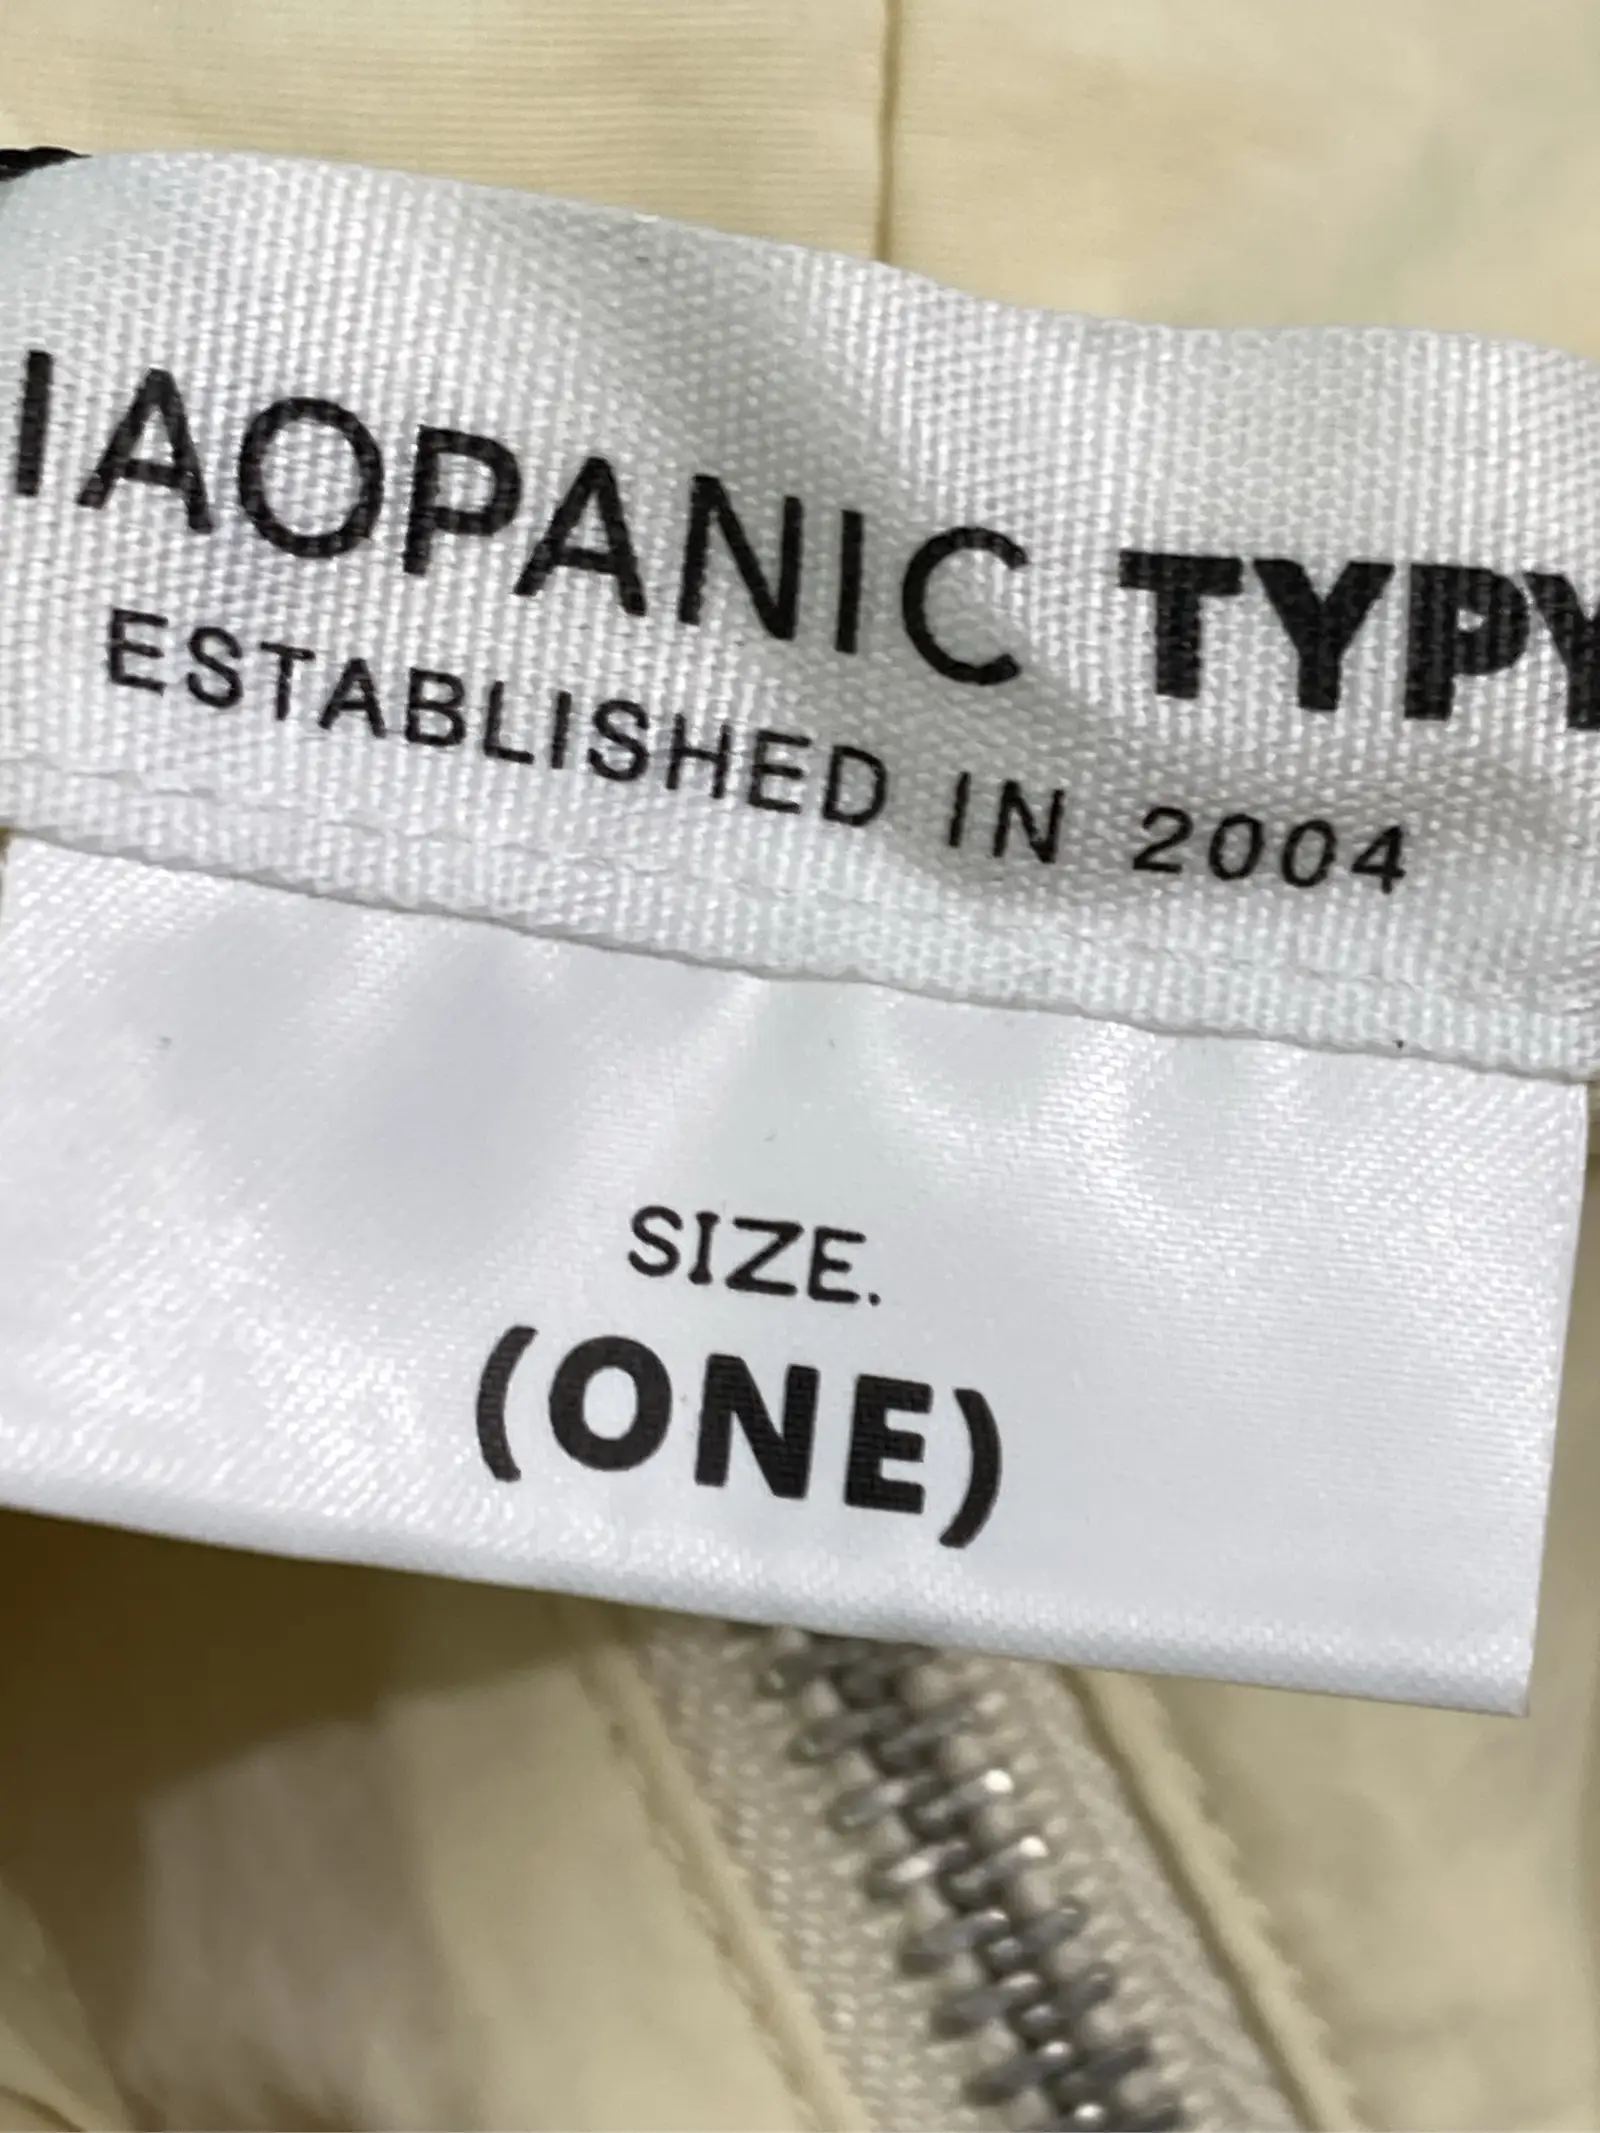 IAOPANIC TYPY
ESTABLISHED IN 2004
SIZE.
(ONE)